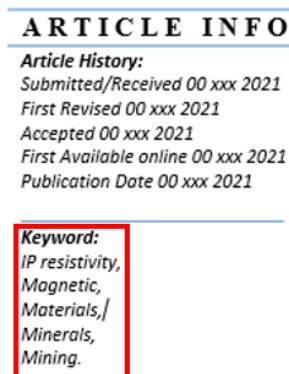 ARTICLE INFO
Article History:
Submitted/Received 00 xxx 2021
First Revised 00 xxx 2021
Accepted 00 xxx 2021
First Available online 00 xxx 2021
Publication Date 00 xxx 2021
Keyword:
IP resistivity,
Magnetic,
Materials,
Minerals,
Mining.